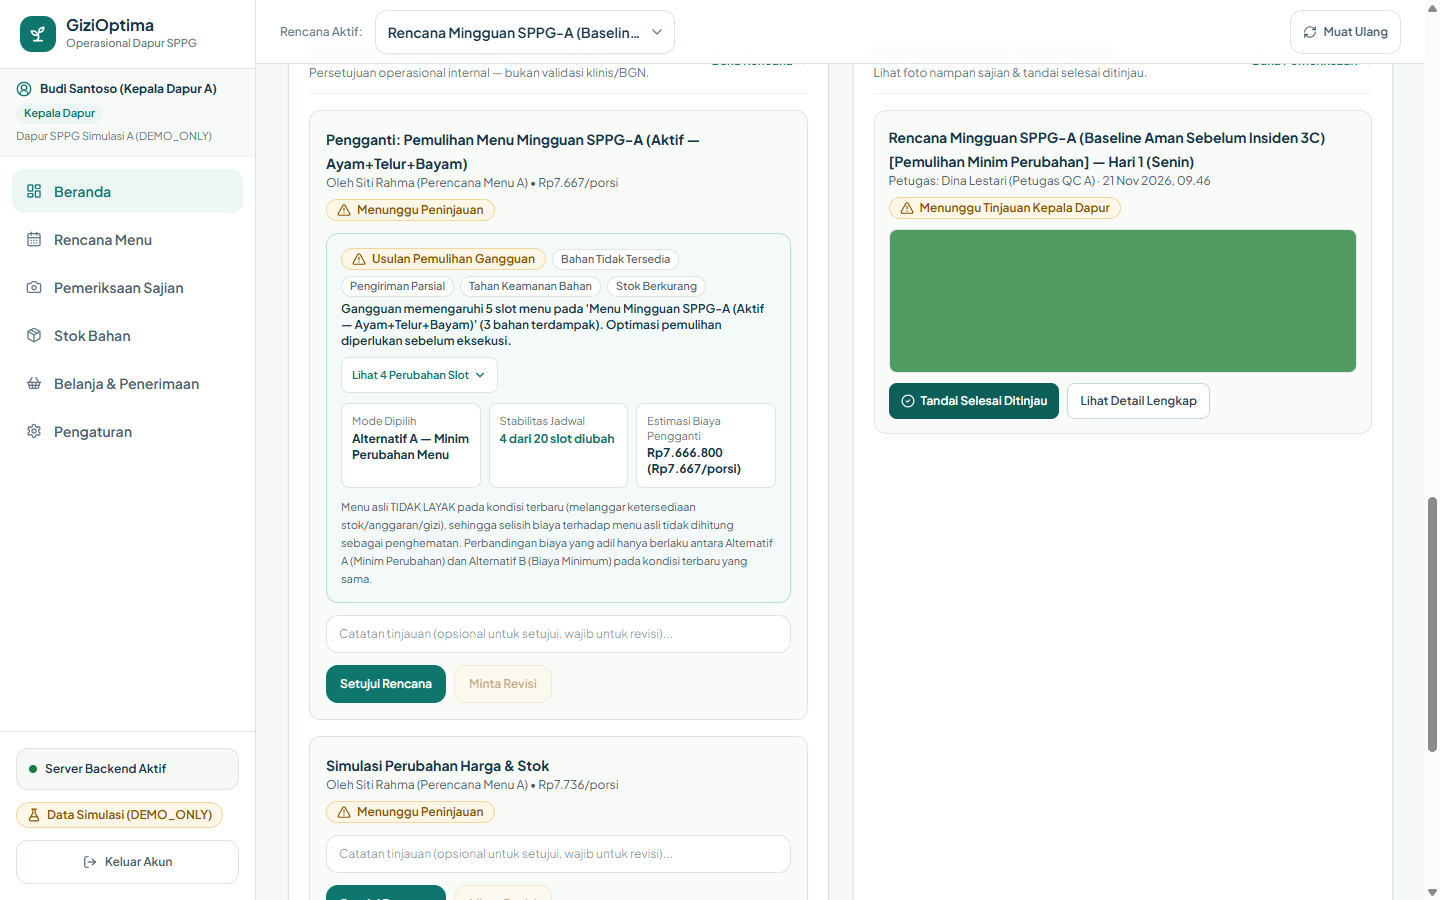 GiziOptima
Operasional Dapur SPPG
Budi Santoso (Kepala Dapur A)
Kepala Dapur
Dapur SPPG Simulasi A (DEMO_ONLY)
Beranda
Rencana Menu
Pemeriksaan Sajian
Stok Bahan
Belanja & Penerimaan
Pengaturan
Server Backend Aktif
Data Simulasi (DEMO_ONLY)
Keluar Akun
Rencana Aktif:
Rencana Mingguan SPPG-A (Baselin...
Muat Ulang
Persetujuan operasional internal — bukan validasi klinis/BGN.
Pengganti: Pemulihan Menu Mingguan SPPG-A (Aktif —
Ayam+Telur+Bayam)
Oleh Siti Rahma (Perencana Menu A) • Rp7.667/porsi
Menunggu Peninjauan
Usulan Pemulihan Gangguan
Bahan Tidak Tersedia
Pengiriman Parsial
Tahan Keamanan Bahan
Stok Berkurang
Gangguan memengaruhi 5 slot menu pada 'Menu Mingguan SPPG-A (Aktif
— Ayam+Telur+Bayam)' (3 bahan terdampak). Optimasi pemulihan
diperlukan sebelum eksekusi.
Lihat 4 Perubahan Slot
Mode Dipilih
Alternatif A — Minim
Perubahan Menu
Stabilitas Jadwal
4 dari 20 slot diubah
Estimasi Biaya
Pengganti
Rp7.666.800
(Rp7.667/porsi)
Menu asli TIDAK LAYAK pada kondisi terbaru (melanggar ketersediaan
stok/anggaran/gizi), sehingga selisih biaya terhadap menu asli tidak dihitung
sebagai penghematan. Perbandingan biaya yang adil hanya berlaku antara Alternatif
A (Minim Perubahan) dan Alternatif B (Biaya Minimum) pada kondisi terbaru yang
sama.
Catatan tinjauan (opsional untuk setujui, wajib untuk revisi)...
Setujui Rencana
Minta Revisi
Simulasi Perubahan Harga & Stok
Oleh Siti Rahma (Perencana Menu A) • Rp7.736/porsi
Menunggu Peninjauan
Catatan tinjauan (opsional untuk setujui, wajib untuk revisi)...
Lihat foto nampan sajian & tandai selesai ditinjau.
Rencana Mingguan SPPG-A (Baseline Aman Sebelum Insiden 3C)
[Pemulihan Minim Perubahan] — Hari 1 (Senin)
Petugas: Dina Lestari (Petugas QC A) · 21 Nov 2026, 09.46
Menunggu Tinjauan Kepala Dapur
Tandai Selesai Ditinjau
Lihat Detail Lengkap